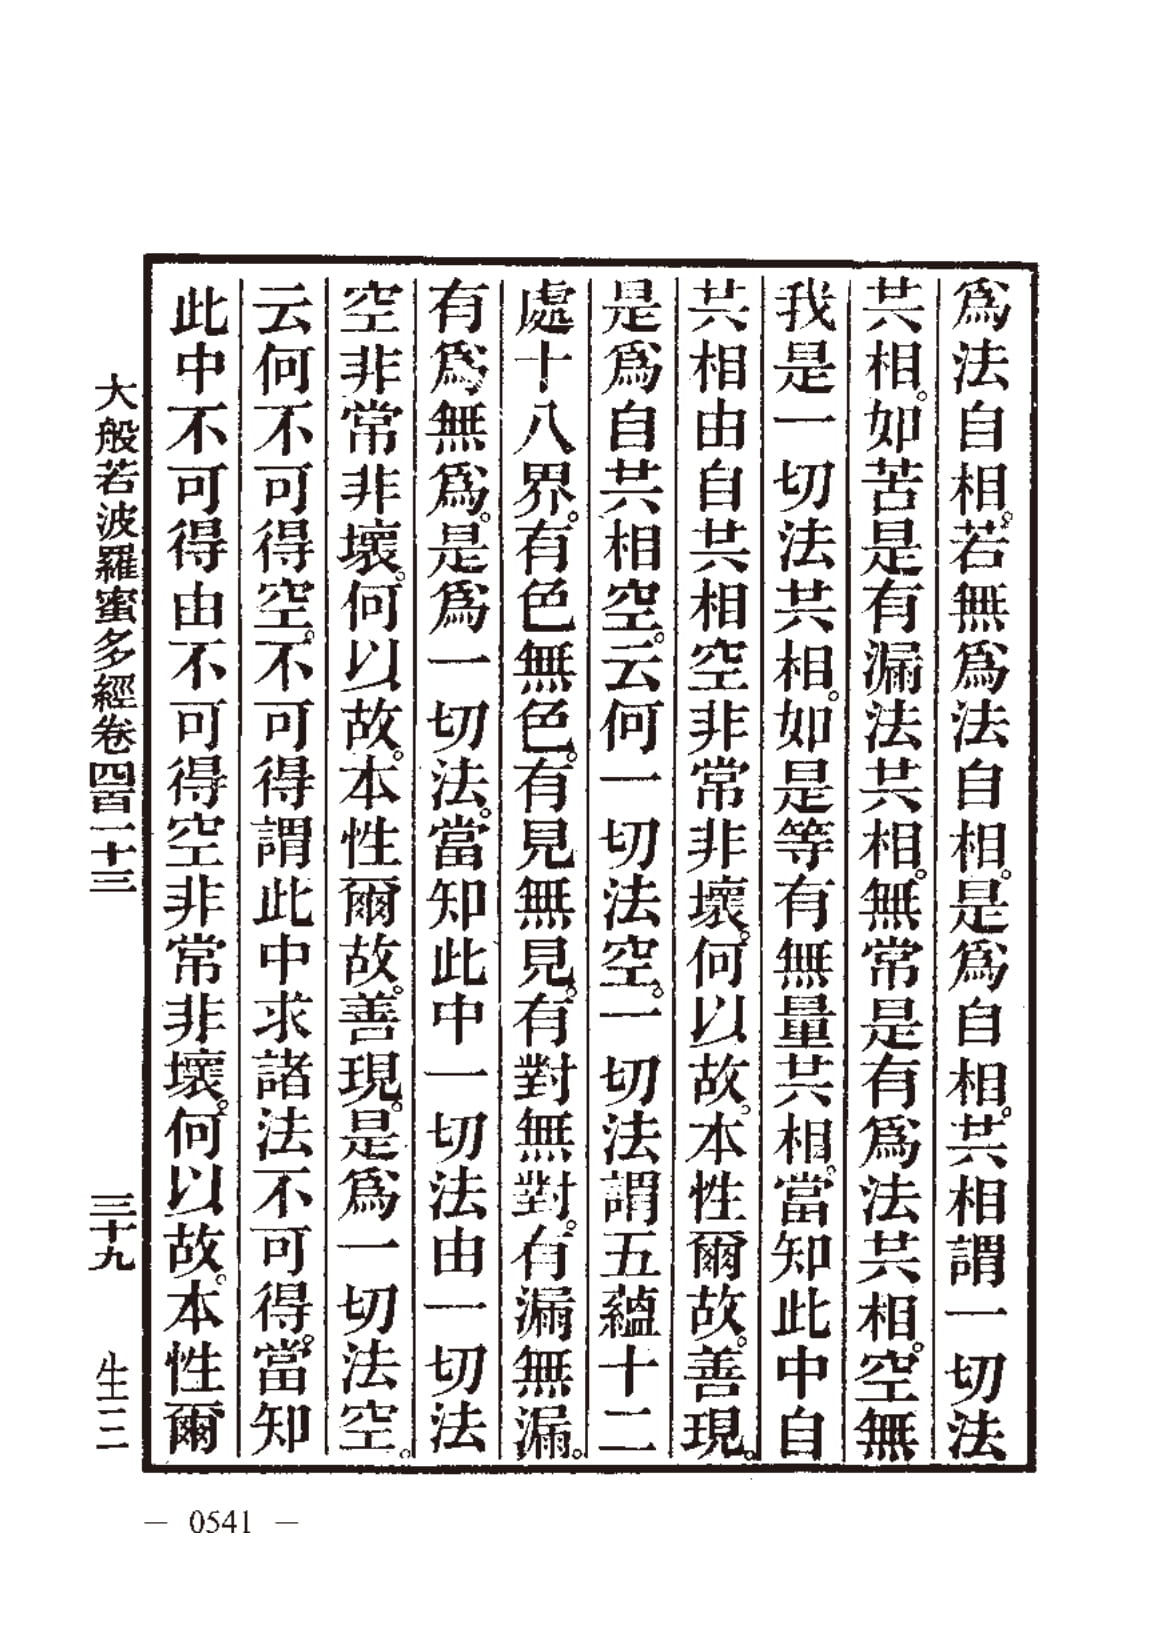 爲法自相。若無爲法自相。是爲自相。共相謂一切法
共相。如苦是有漏法共相。無常是有爲法共相。空無
我是一切法共相。如是等有無量共相。當知此中自
共相由自共相空非常非壞。何以故。本性爾故。善現。
是爲自共相空。云何一切法空。一切法謂五蘊十二
處十八界。有色無色。有見無見。有對無對。有漏無漏。
有爲無爲。是爲一切法。當知此中一切法由一切法
空非常非壞。何以故。本性爾故。善現。是爲一切法空。
云何不可得空。不可得謂此中求諸法不可得。當知
此中不可得由不可得空非常非壞。何以故。本性爾
大般若波羅蜜多經卷四百一十三 三十九 生三
— 0541 —